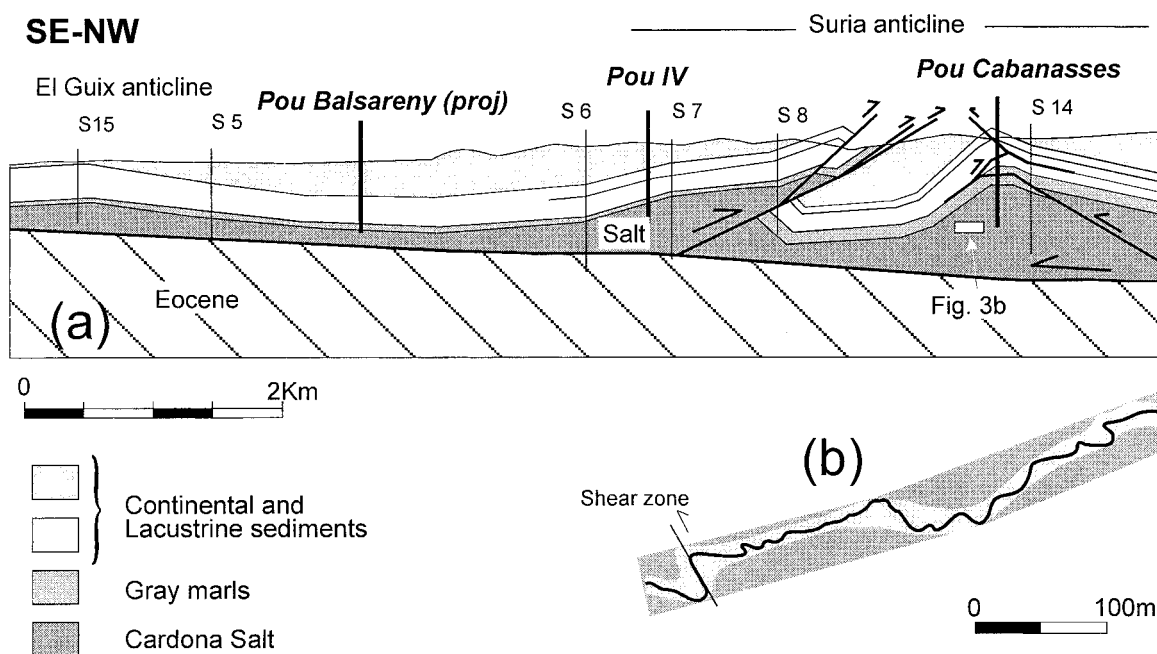 SE-NW
Suria anticline
El Guix anticline
Pou Balsareny (proj)
Pou IV
Pou Cabanasses
S15
S 5
S 6
S 7
S 8
S 14
Salt
Eocene
(a)
Fig. 3b
0 2Km
(b)
Shear zone
Continental and
Lacustrine sediments
Gray marls
Cardona Salt
0 100m